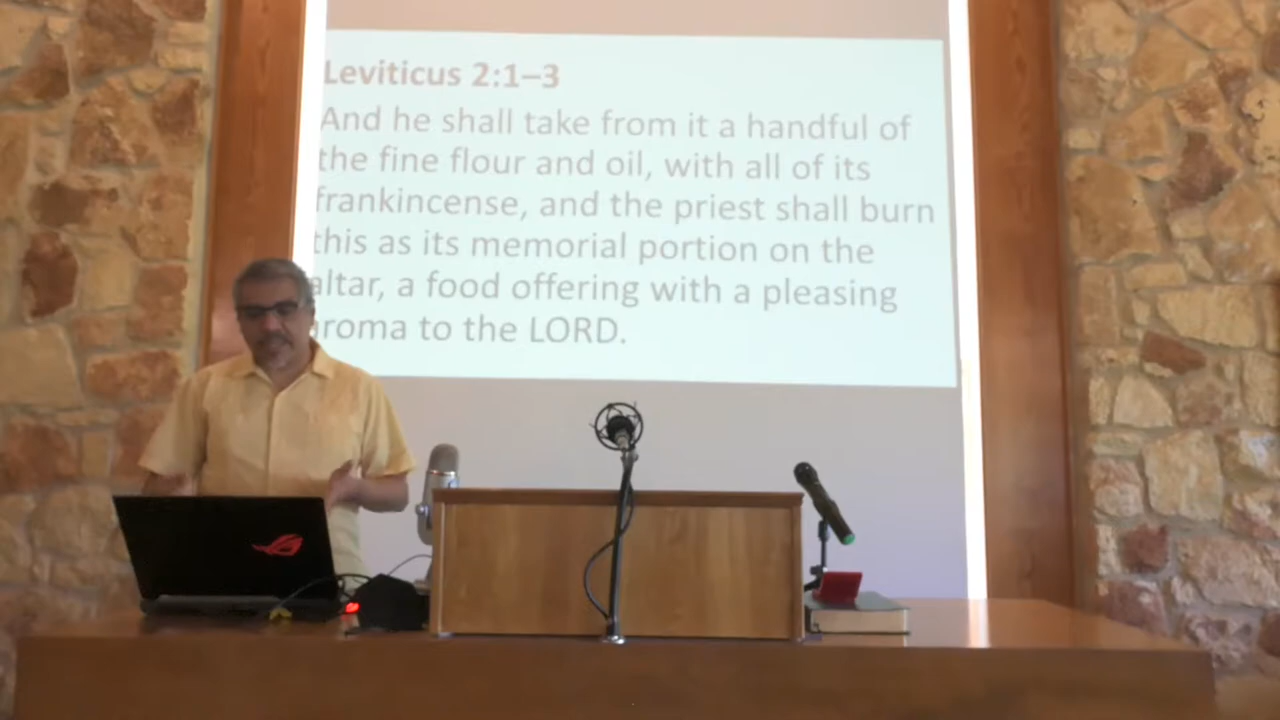 Leviticus 2:1–3
And he shall take from it a handful of
the fine flour and oil, with all of its
frankincense, and the priest shall burn
this as its memorial portion on the
altar, a food offering with a pleasing
aroma to the LORD.